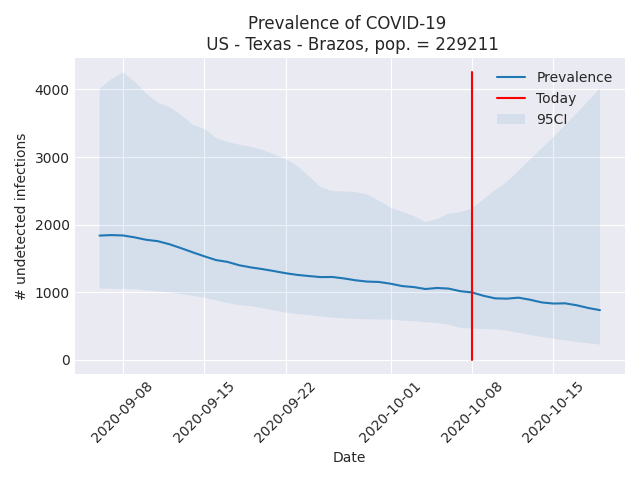 Prevalence of COVID-19
US - Texas - Brazos, pop. = 229211
Prevalence
Today
95CI
4000
3000
2000
1000
0
# undetected infections
2020-09-08
2020-09-15
2020-09-22
2020-10-01
2020-10-08
2020-10-15
Date